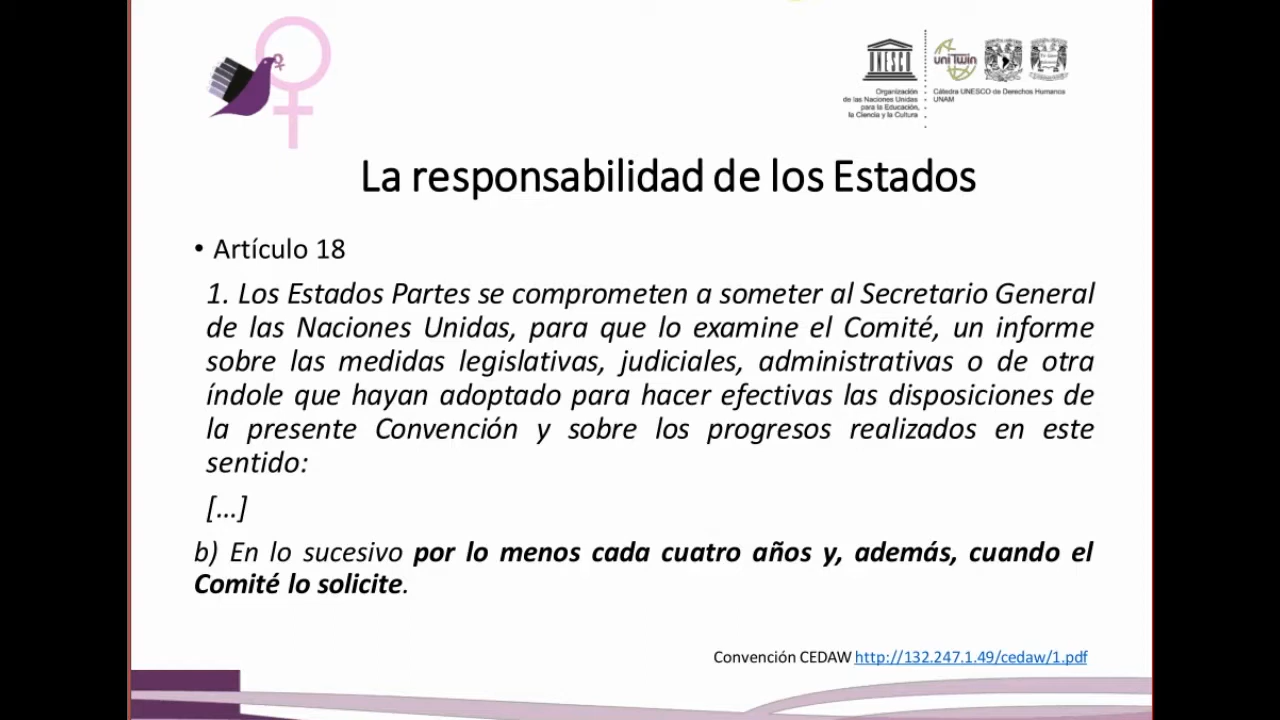 UNESCO
Organización
de las Naciones Unidas
para la Educación,
la Ciencia y la Cultura
uniTwin
Cátedra UNESCO de Derechos Humanos
UNAM
La responsabilidad de los Estados
• Artículo 18
1. Los Estados Partes se comprometen a someter al Secretario General
de las Naciones Unidas, para que lo examine el Comité, un informe
sobre las medidas legislativas, judiciales, administrativas o de otra
índole que hayan adoptado para hacer efectivas las disposiciones de
la presente Convención y sobre los progresos realizados en este
sentido:
[...]
b) En lo sucesivo por lo menos cada cuatro años y, además, cuando el
Comité lo solicite.
Convención CEDAW http://132.247.1.49/cedaw/1.pdf